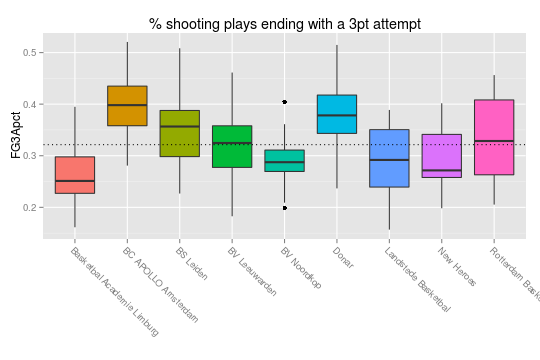 % shooting plays ending with a 3pt attempt
FG3Apct
0.5
0.4
0.3
0.2
Basketbal Academie Limburg
BC APOLLO Amsterdam
BS Leiden
BV Leeuwarden
BV Noordkop
Donar
Landstede Basketbal
New Heroes
Rotterdam